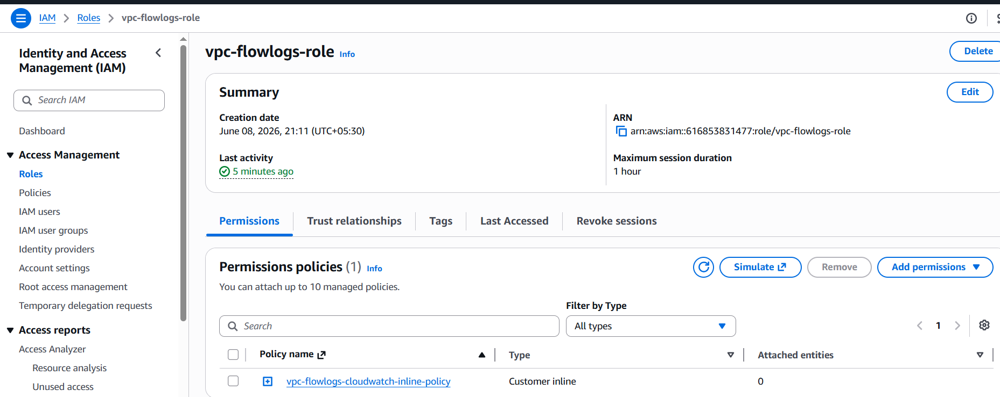 IAM > Roles > vpc-flowlogs-role
Identity and Access
Management (IAM)
Search IAM
Dashboard
Access Management
Roles
Policies
IAM users
IAM user groups
Identity providers
Account settings
Root access management
Temporary delegation requests
Access reports
Access Analyzer
Resource analysis
Unused access
vpc-flowlogs-role Info
Delete
Summary
Edit
Creation date
June 08, 2026, 21:11 (UTC+05:30)
ARN
arn:aws:iam::616853831477:role/vpc-flowlogs-role
Last activity
5 minutes ago
Maximum session duration
1 hour
Permissions
Trust relationships
Tags
Last Accessed
Revoke sessions
Permissions policies (1) Info
Simulate
Remove
Add permissions
You can attach up to 10 managed policies.
Filter by Type
Search
All types
1
Policy name
Type
Attached entities
vpc-flowlogs-cloudwatch-inline-policy
Customer inline
0